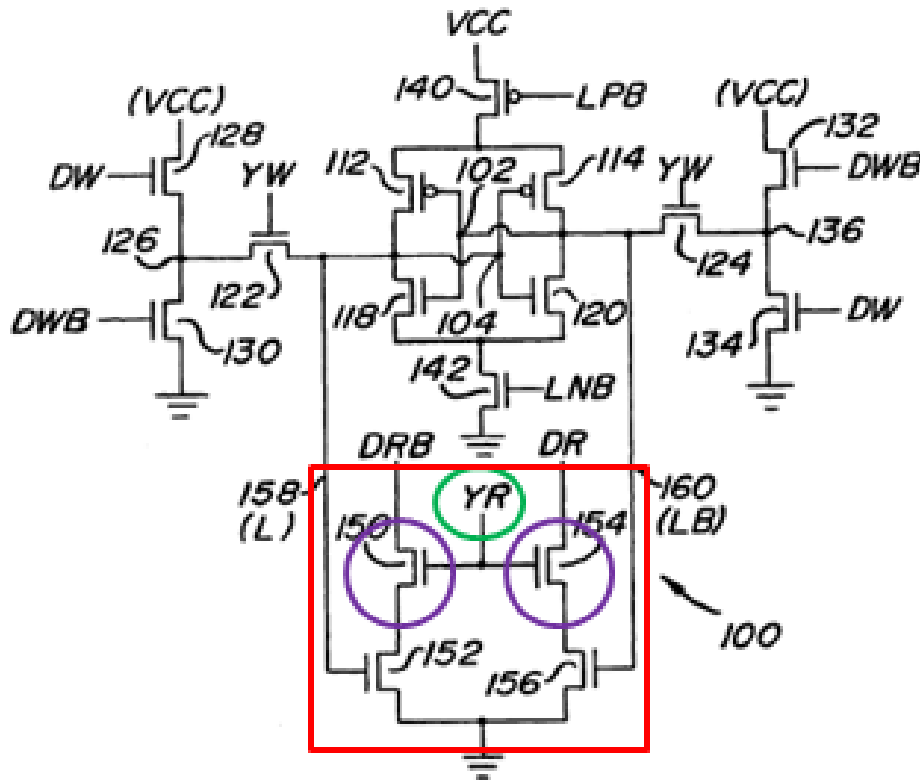 VCC
140 LPB
(VCC) (VCC)
128 132
DW YW 112 102 114 YW DWB
126 136
122 124
118 104 120
DWB 130 134 DW
142 LNB
DRB DR
158 YR 160
(L) 150 154 (LB)
100
152 156